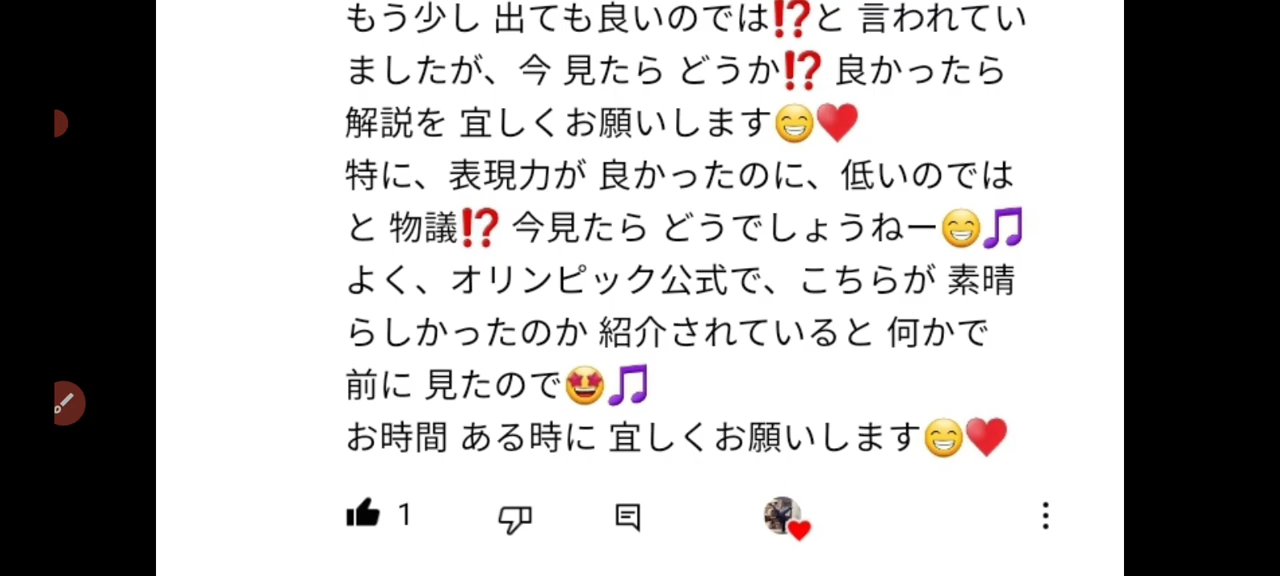 もう少し 出ても良いのでは⁉️と 言われてい
ましたが、今 見たら どうか⁉️ 良かったら
解説を 宜しくお願いします😁♥️
特に、表現力が 良かったのに、低いのでは
と 物議⁉️ 今見たら どうでしょうねー😁🎵
よく、オリンピック公式で、こちらが 素晴
らしかったのか 紹介されていると 何かで
前に 見たので🤩🎵
お時間 ある時に 宜しくお願いします😁♥️
1